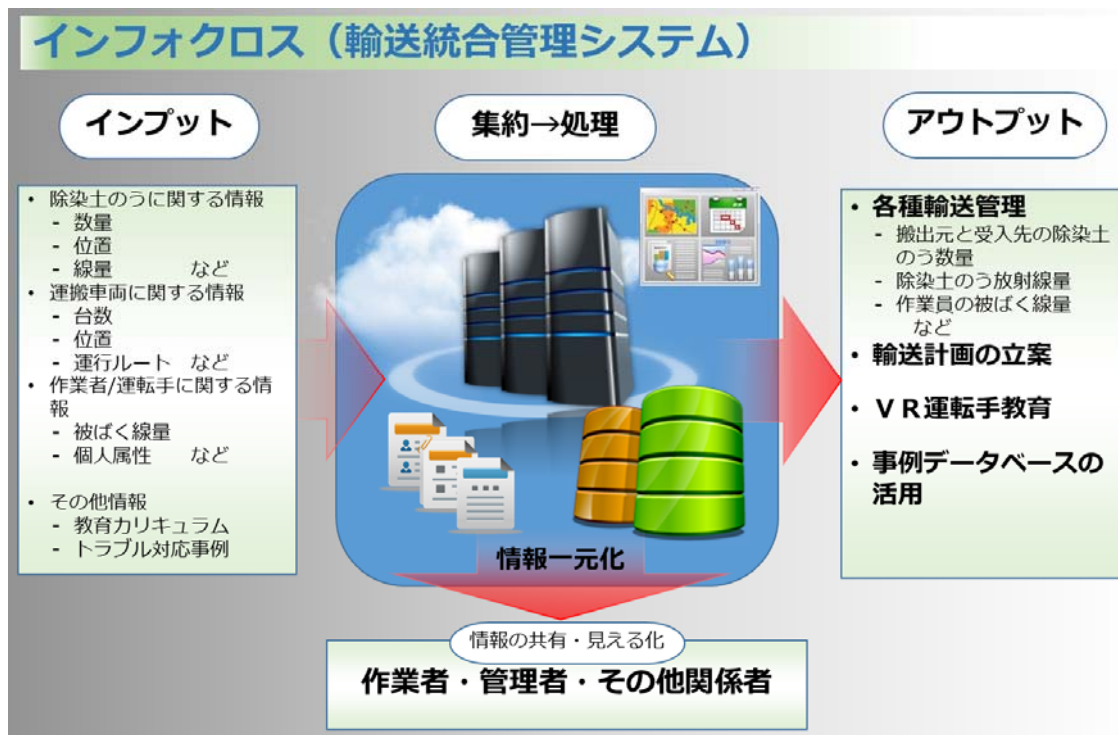 インフォクロス（輸送統合管理システム）
インプット
• 除染土のうに関する情報
- 数量
- 位置
- 線量　　　など
• 運搬車両に関する情報
- 台数
- 位置
- 運行ルート　など
• 作業者/運転手に関する情
報
- 被ばく線量
- 個人属性　　など
• その他情報
- 教育カリキュラム
- トラブル対応事例
集約→処理
情報一元化
情報の共有・見える化
作業者・管理者・その他関係者
アウトプット
• 各種輸送管理
- 搬出元と受入先の除染土
のう数量
- 除染土のう放射線量
- 作業員の被ばく線量
など
• 輸送計画の立案
• ＶＲ運転手教育
• 事例データベースの
活用